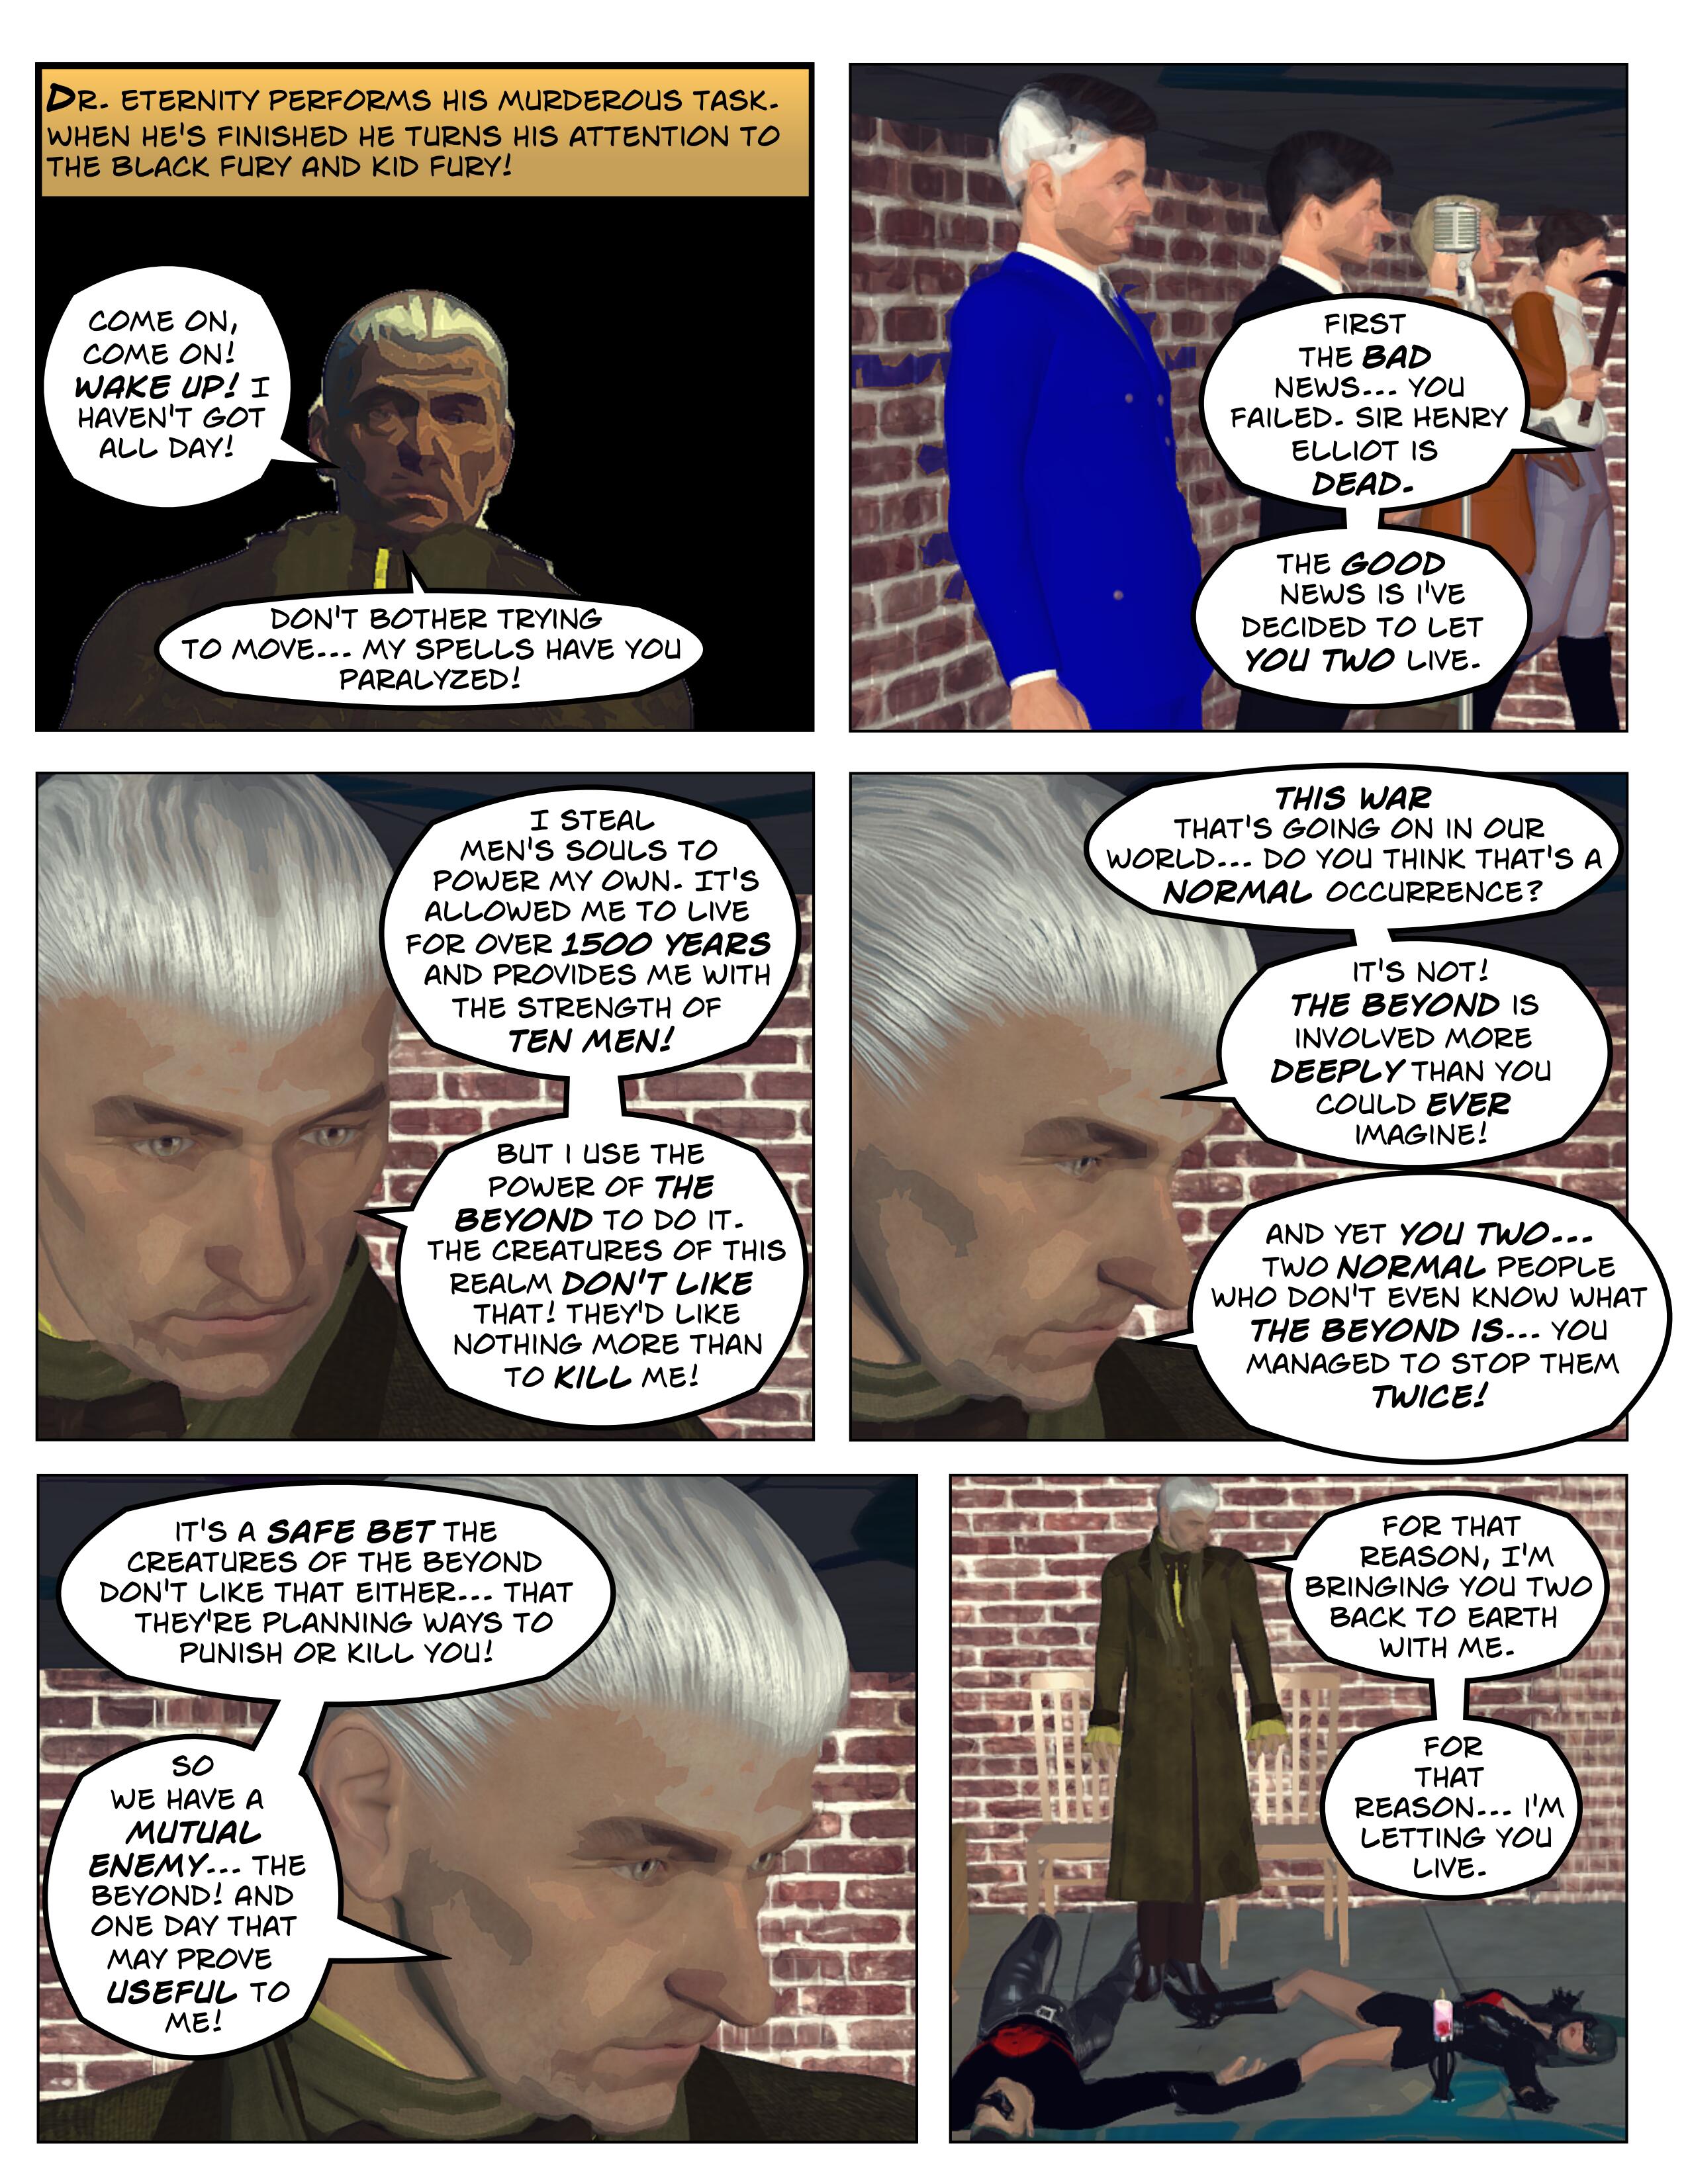 DR. ETERNITY PERFORMS HIS MURDEROUS TASK.
WHEN HE'S FINISHED HE TURNS HIS ATTENTION TO
THE BLACK FURY AND KID FURY!
COME ON,
COME ON!
WAKE UP! I
HAVEN'T GOT
ALL DAY!
DON'T BOTHER TRYING
TO MOVE... MY SPELLS HAVE YOU
PARALYZED!
FIRST
THE BAD
NEWS... YOU
FAILED. SIR HENRY
ELLIOT IS
DEAD.
THE GOOD
NEWS IS I'VE
DECIDED TO LET
YOU TWO LIVE.
I STEAL
MEN'S SOULS TO
POWER MY OWN. IT'S
ALLOWED ME TO LIVE
FOR OVER 1500 YEARS
AND PROVIDES ME WITH
THE STRENGTH OF
TEN MEN!
BUT I USE THE
POWER OF THE
BEYOND TO DO IT.
THE CREATURES OF THIS
REALM DON'T LIKE
THAT! THEY'D LIKE
NOTHING MORE THAN
TO KILL ME!
THIS WAR
THAT'S GOING ON IN OUR
WORLD... DO YOU THINK THAT'S A
NORMAL OCCURRENCE?
IT'S NOT!
THE BEYOND IS
INVOLVED MORE
DEEPLY THAN YOU
COULD EVER
IMAGINE!
AND YET YOU TWO...
TWO NORMAL PEOPLE
WHO DON'T EVEN KNOW WHAT
THE BEYOND IS... YOU
MANAGED TO STOP THEM
TWICE!
IT'S A SAFE BET THE
CREATURES OF THE BEYOND
DON'T LIKE THAT EITHER... THAT
THEY'RE PLANNING WAYS TO
PUNISH OR KILL YOU!
SO
WE HAVE A
MUTUAL
ENEMY... THE
BEYOND! AND
ONE DAY THAT
MAY PROVE
USEFUL TO
ME!
FOR THAT
REASON, I'M
BRINGING YOU TWO
BACK TO EARTH
WITH ME.
FOR
THAT
REASON... I'M
LETTING YOU
LIVE.